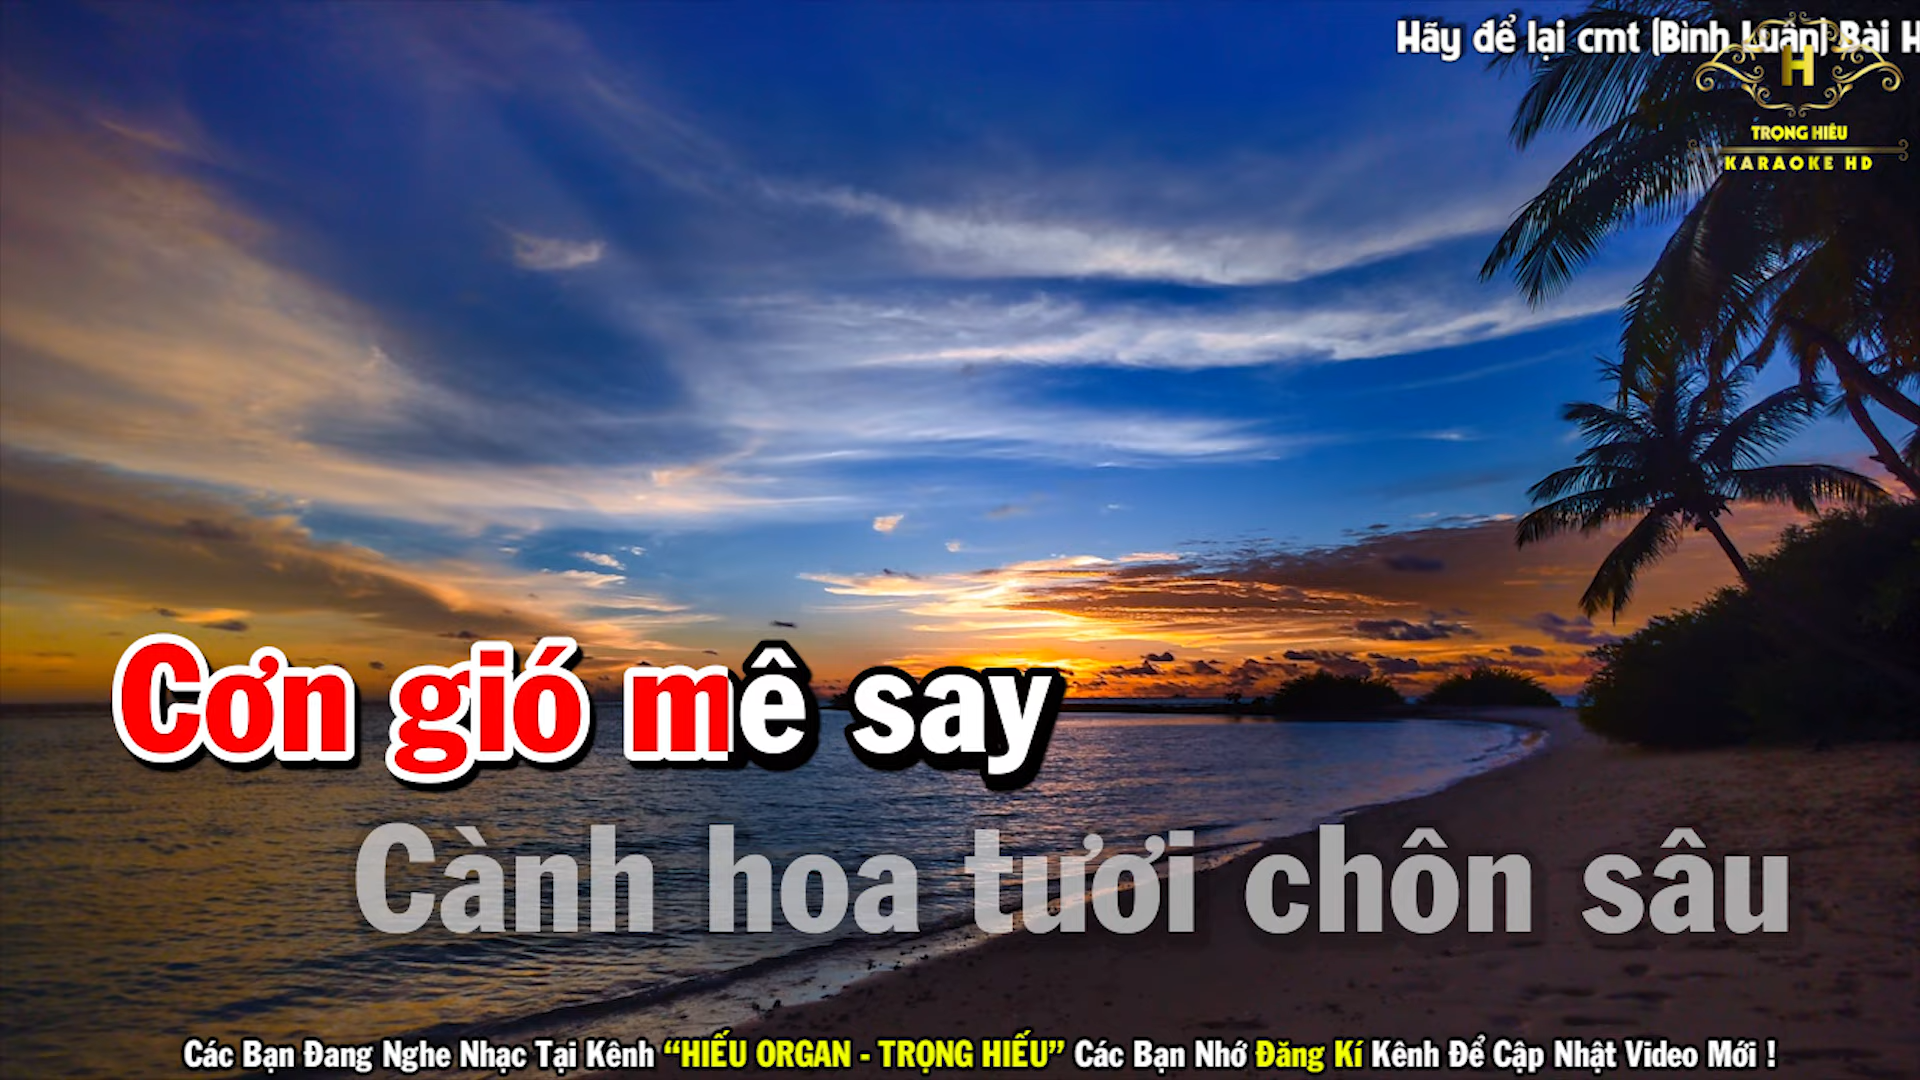 Hãy để lại cmt (Bình Luận) Bài H
H
TRỌNG HIẾU
KARAOKE HD
Cơn gió mê say
Cành hoa tươi chôn sâu
Các Bạn Đang Nghe Nhạc Tại Kênh “HIẾU ORGAN - TRỌNG HIẾU” Các Bạn Nhớ Đăng Kí Kênh Để Cập Nhật Video Mới !